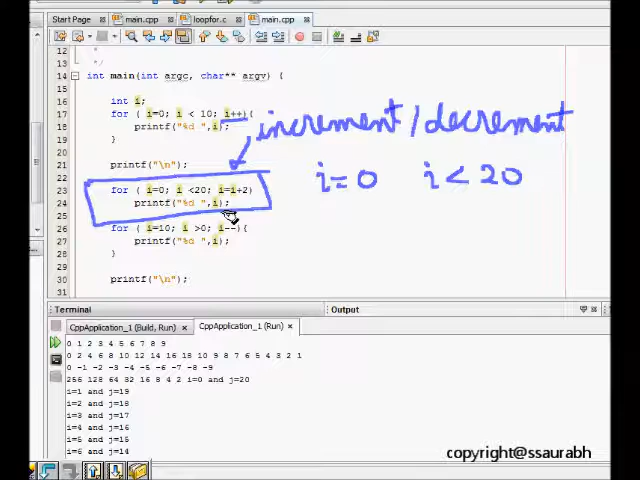 Start Page main.cpp loopfor.c main.cpp
12
13 *
*/
14 int main(int argc, char** argv) {
15
16 int i;
17 for ( i=0; i < 10; i++){
18 printf("%d ",i);
19 }
20
21 printf("\n");
22
23 for ( i=0; i <20; i=i+2)
24 printf("%d ",i);
25
26 for ( i=10; i >0; i--){
27 printf("%d ",i);
28 }
29
30 printf("\n");
31
increment/decrement
i=0 i<20
Terminal Output
CppApplication_1 (Build, Run) CppApplication_1 (Run)
0 1 2 3 4 5 6 7 8 9
0 2 4 6 8 10 12 14 16 18 10 9 8 7 6 5 4 3 2 1
0 -1 -2 -3 -4 -5 -6 -7 -8 -9
256 128 64 32 16 8 4 2 i=0 and j=20
i=1 and j=19
i=2 and j=18
i=3 and j=17
i=4 and j=16
i=5 and j=15
i=6 and j=14
copyright@ssaurabh